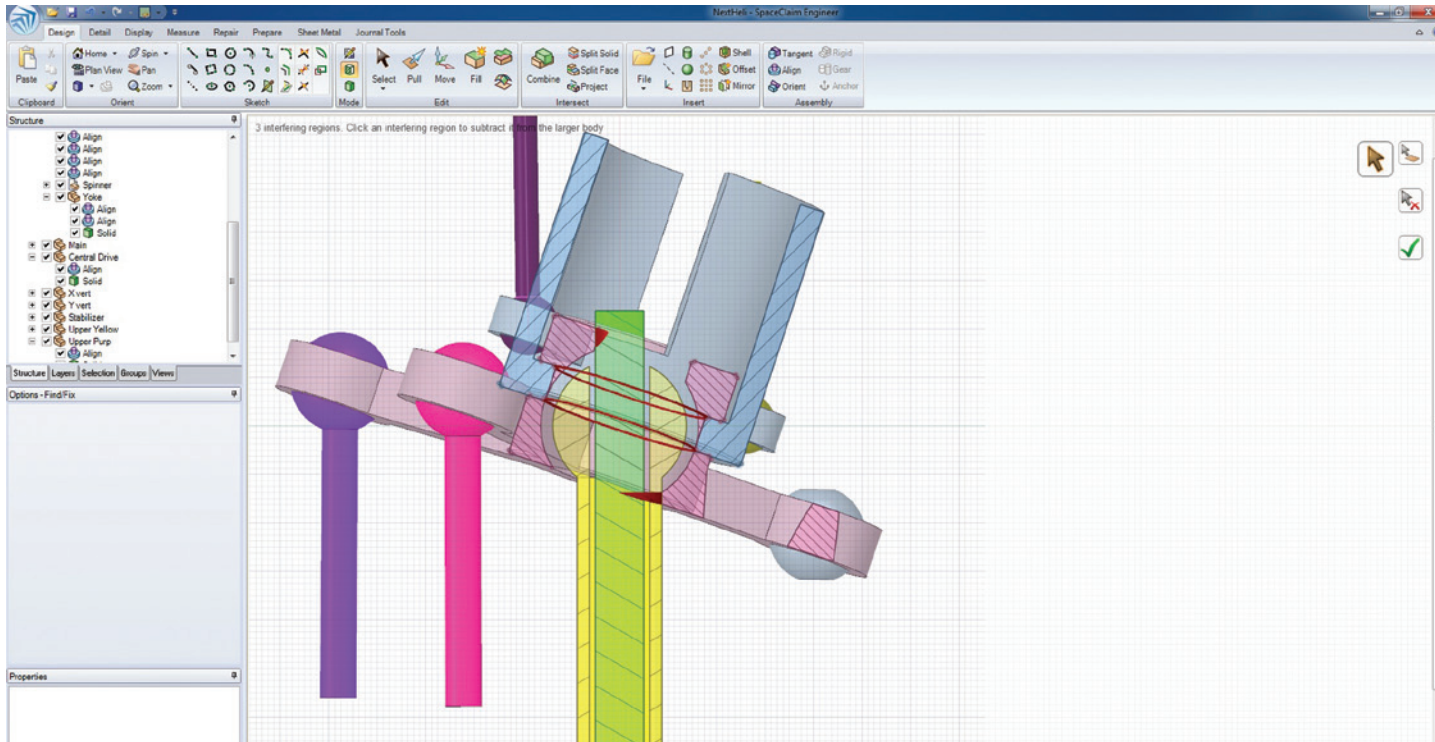 NextHeli - SpaceClaim Engineer
Design Detail Display Measure Repair Prepare Sheet Metal Journal Tools
Paste
Clipboard
Home Spin
Plan View Pan
Zoom
Orient
Sketch
Mode
Select Pull Move Fill
Edit
Combine
Split Solid
Split Face
Project
Intersect
File
Shell
Offset
Mirror
Insert
Tangent Rigid
Align Gear
Orient Anchor
Assembly
Structure
Align
Align
Align
Align
Spinner
Yoke
Align
Align
Solid
Main
Central Drive
Align
Solid
X vert
Y vert
Stabilizer
Upper Yellow
Upper Purp
Align
Structure Layers Selection Groups Views
Options - Find/Fix
Properties
3 interfering regions. Click an interfering region to subtract it from the larger body